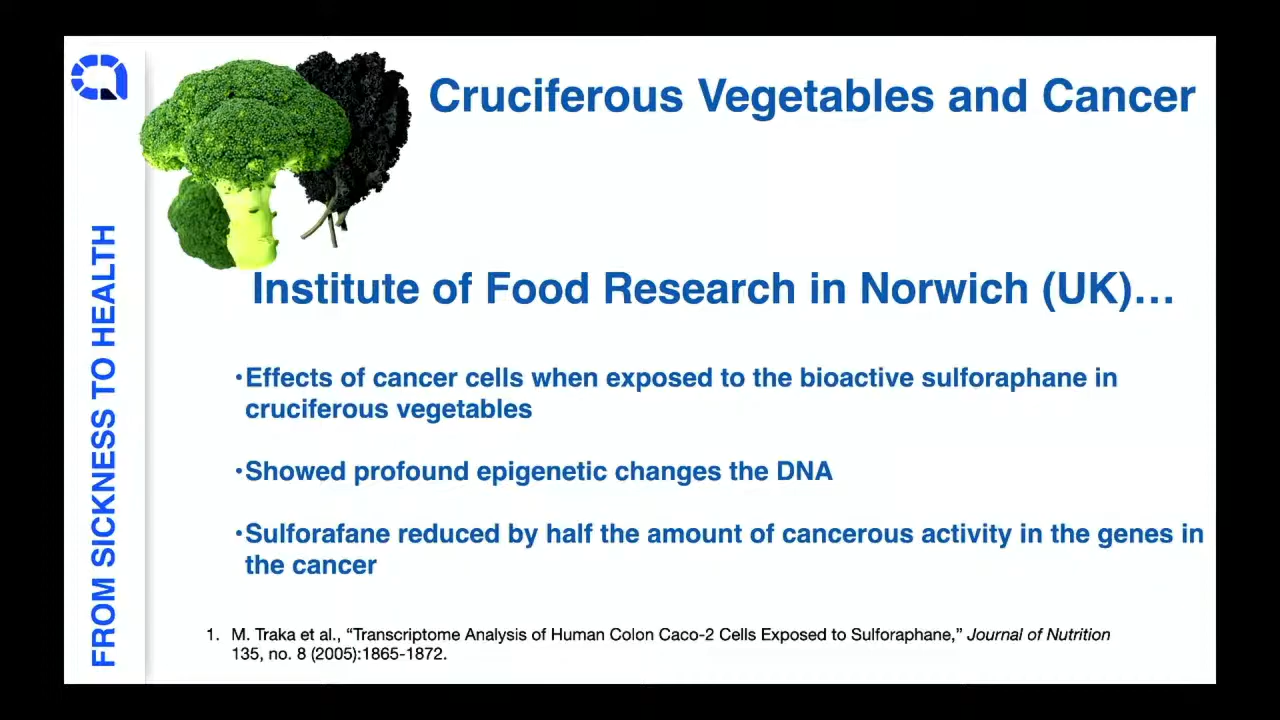 Cruciferous Vegetables and Cancer
FROM SICKNESS TO HEALTH
Institute of Food Research in Norwich (UK)…
•Effects of cancer cells when exposed to the bioactive sulforaphane in
cruciferous vegetables
•Showed profound epigenetic changes the DNA
•Sulforafane reduced by half the amount of cancerous activity in the genes in
the cancer
1. M. Traka et al., “Transcriptome Analysis of Human Colon Caco-2 Cells Exposed to Sulforaphane,” Journal of Nutrition
135, no. 8 (2005):1865-1872.